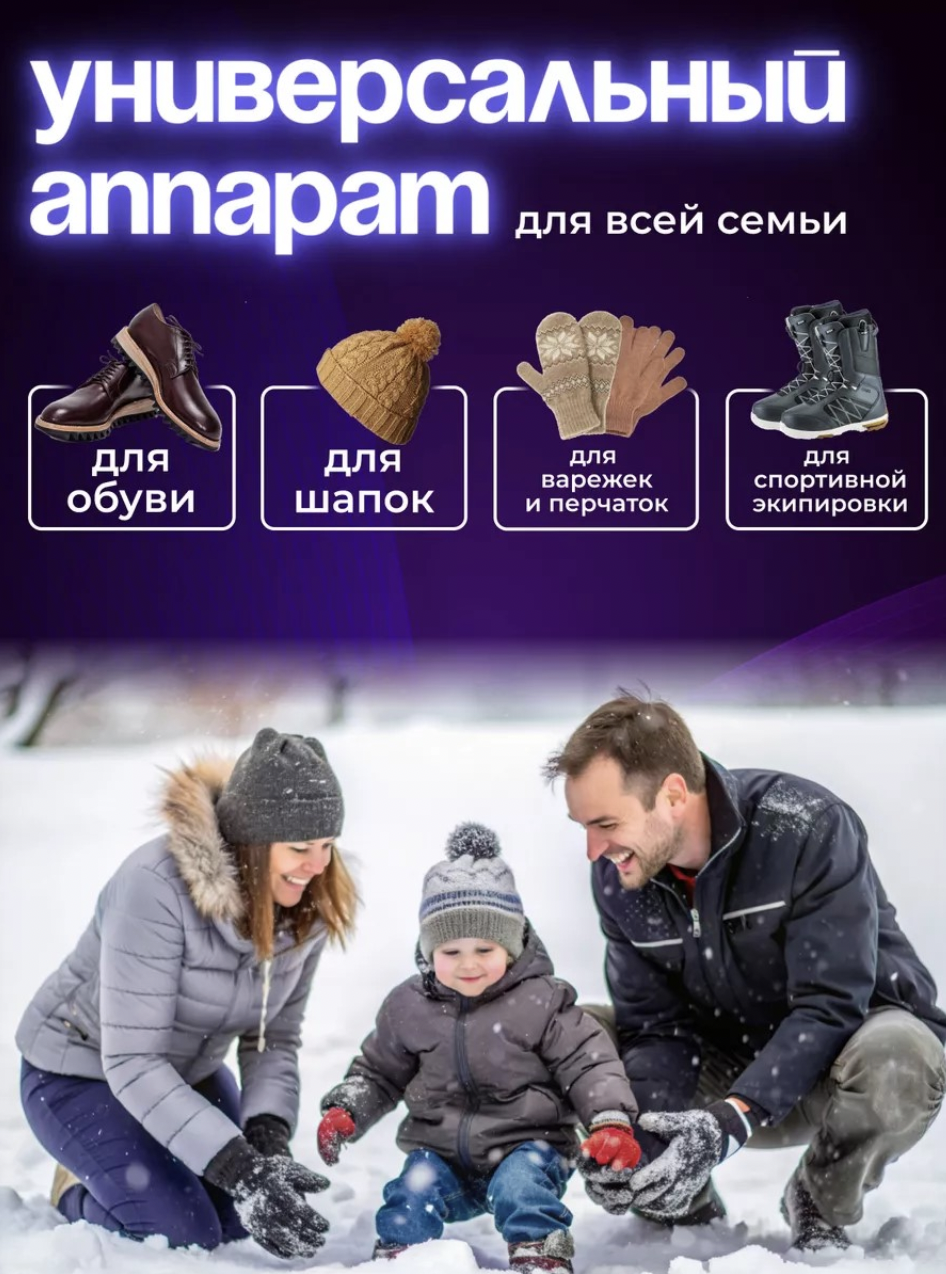 универсальный
аппарат для всей семьи
для
обуви
для
шапок
для
варежек
и перчаток
для
спортивной
экипировки